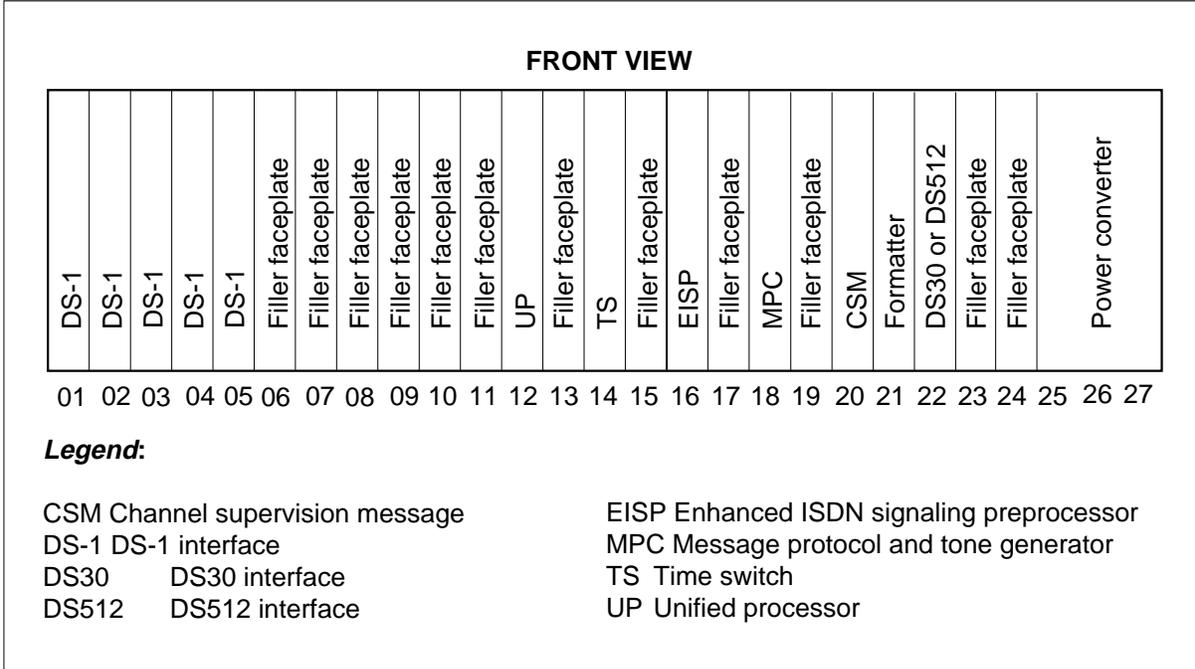 FRONT VIEW
DS-1
DS-1
DS-1
DS-1
DS-1
Filler faceplate
Filler faceplate
Filler faceplate
Filler faceplate
Filler faceplate
Filler faceplate
UP
Filler faceplate
TS
Filler faceplate
EISP
Filler faceplate
MPC
Filler faceplate
CSM
Formatter
DS30 or DS512
Filler faceplate
Filler faceplate
Power converter
01 02 03 04 05 06 07 08 09 10 11 12 13 14 15 16 17 18 19 20 21 22 23 24 25 26 27
Legend:
CSM Channel supervision message
DS-1 DS-1 interface
DS30 DS30 interface
DS512 DS512 interface
EISP Enhanced ISDN signaling preprocessor
MPC Message protocol and tone generator
TS Time switch
UP Unified processor